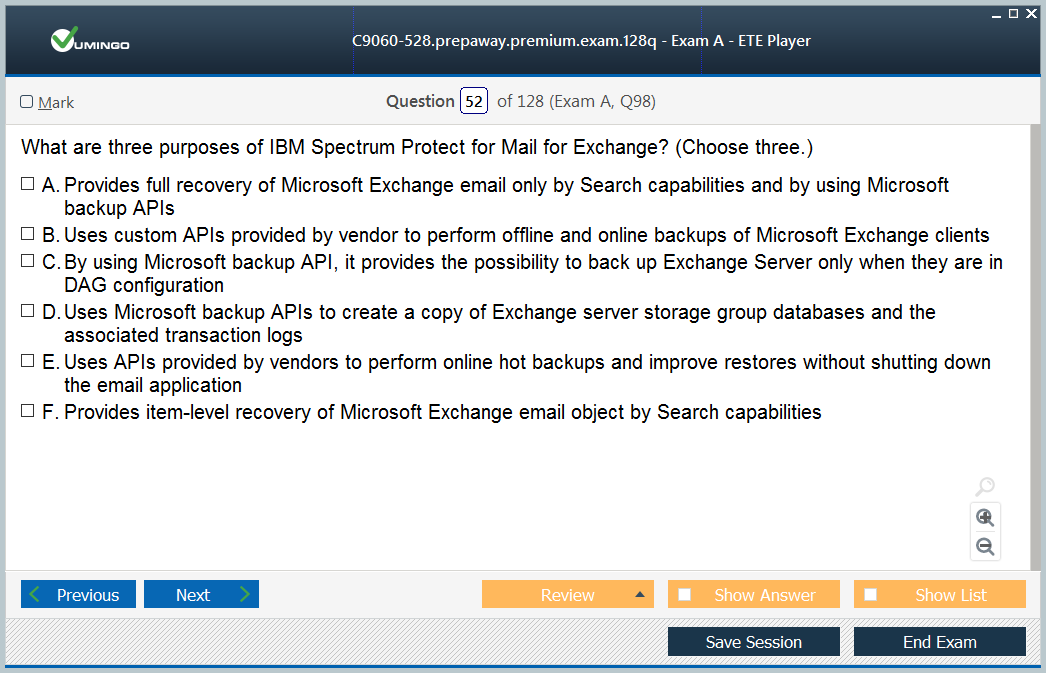 VUMINGO
C9060-528.prepaway.premium.exam.128q - Exam A - ETE Player
Mark
Question 52 of 128 (Exam A, Q98)
What are three purposes of IBM Spectrum Protect for Mail for Exchange? (Choose three.)
A. Provides full recovery of Microsoft Exchange email only by Search capabilities and by using Microsoft
backup APIs
B. Uses custom APIs provided by vendor to perform offline and online backups of Microsoft Exchange clients
C. By using Microsoft backup API, it provides the possibility to back up Exchange Server only when they are in
DAG configuration
D. Uses Microsoft backup APIs to create a copy of Exchange server storage group databases and the
associated transaction logs
E. Uses APIs provided by vendors to perform online hot backups and improve restores without shutting down
the email application
F. Provides item-level recovery of Microsoft Exchange email object by Search capabilities
Previous
Next
Review
Show Answer
Show List
Save Session
End Exam